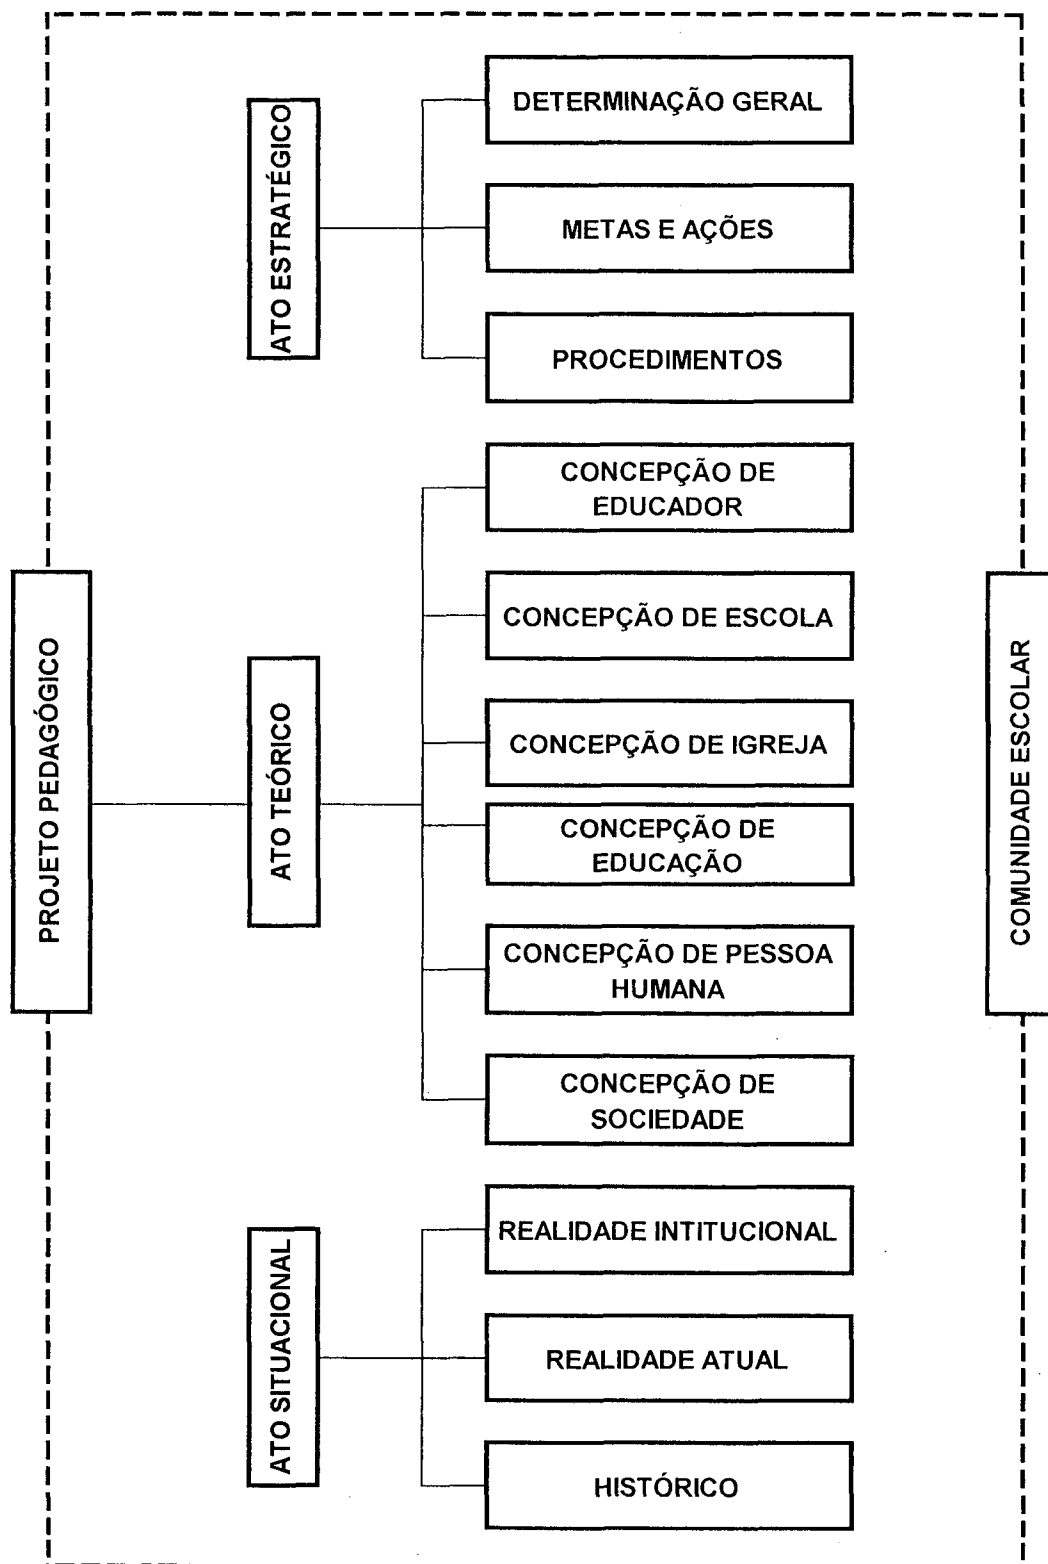 PROJETO PEDAGÓGICO
ATO ESTRATÉGICO
DETERMINAÇÃO GERAL
METAS E AÇÕES
PROCEDIMENTOS
ATO TEÓRICO
CONCEPÇÃO DE
EDUCADOR
CONCEPÇÃO DE ESCOLA
CONCEPÇÃO DE IGREJA
CONCEPÇÃO DE
EDUCAÇÃO
CONCEPÇÃO DE PESSOA
HUMANA
CONCEPÇÃO DE
SOCIEDADE
ATO SITUACIONAL
REALIDADE INTITUCIONAL
REALIDADE ATUAL
HISTÓRICO
COMUNIDADE ESCOLAR